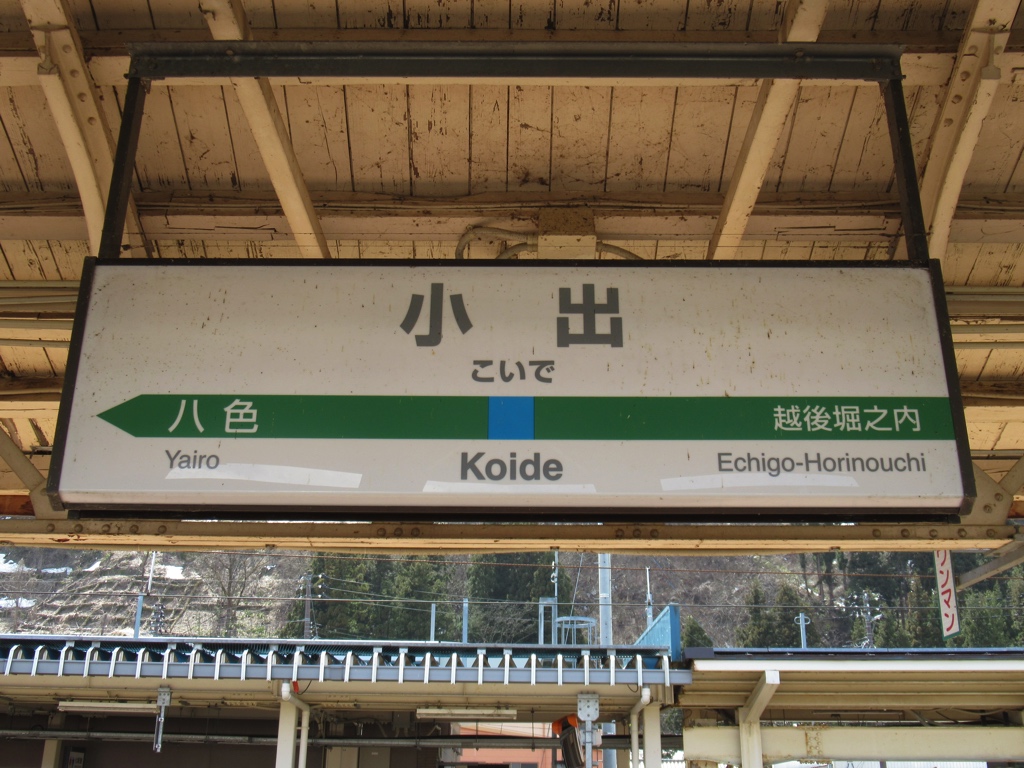 小出
こいで
八色 越後堀之内
Yairo Koide Echigo-Horinouchi
ワンマン